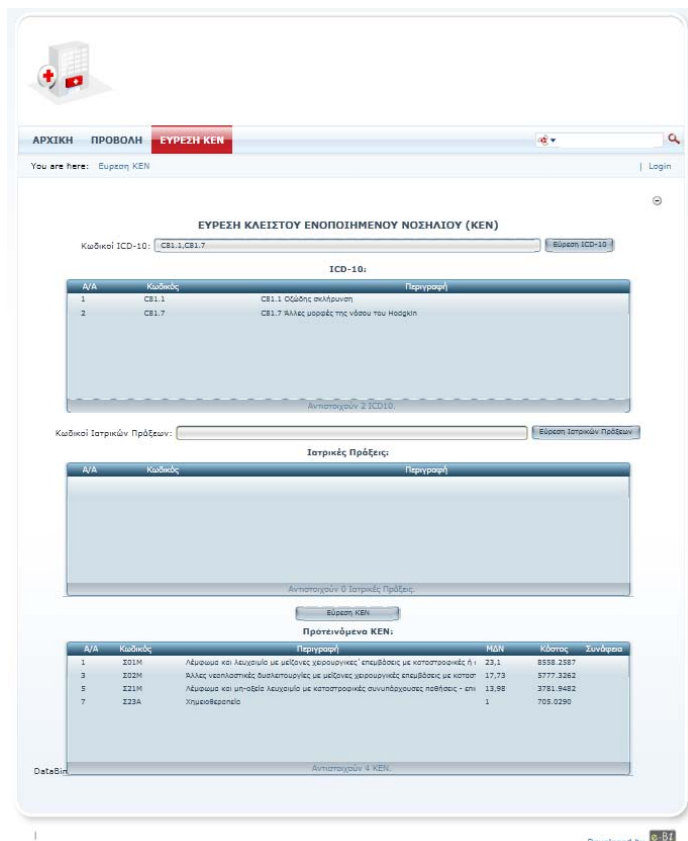 ΑΡΧΙΚΗ ΠΡΟΒΟΛΗ ΕΥΡΕΣΗ ΚΕΝ
You are here: Ευρεση ΚΕΝ | Login
ΕΥΡΕΣΗ ΚΛΕΙΣΤΟΥ ΕΝΟΠΟΙΗΜΕΝΟΥ ΝΟΣΗΛΙΟΥ (ΚΕΝ)
Κωδικοί ICD-10: C81.1,C81.7 Εύρεση ICD-10
ICD-10:
Α/Α Κωδικός Περιγραφή
1 C81.1 C81.1 Οζώδης σκλήρυνση
2 C81.7 C81.7 Άλλες μορφές της νόσου του Hodgkin
Αντιστοιχούν 2 ICD10.
Κωδικοί Ιατρικών Πράξεων: Εύρεση Ιατρικών Πράξεων
Ιατρικές Πράξεις:
Α/Α Κωδικός Περιγραφή
Αντιστοιχούν 0 Ιατρικές Πράξεις.
Εύρεση ΚΕΝ
Προτεινόμενα ΚΕΝ:
Α/Α Κωδικός Περιγραφή ΜΔΝ Κόστος Συνάφεια
1 Σ01Μ Λέμφωμα και λευχαιμία με μείζονες χειρουργικες`επεμβάσεις με καταστροφικές ή 23,1 8558.2587
3 Σ02Μ Άλλες νεοπλαστικές δυσλειτουργίες με μείζονες χειρουργικές επεμβάσεις με καταστ 17,73 5777.3262
5 Σ21Μ Λέμφωμα και μη-οξεία λευχαιμία με καταστροφικές συνυπάρχουσες παθήσεις - επι 13,98 3781.9482
7 Σ23Α Χημειοθεραπεία 1 705.0290
Αντιστοιχούν 4 ΚΕΝ.
DataBin
Developed by e-BI